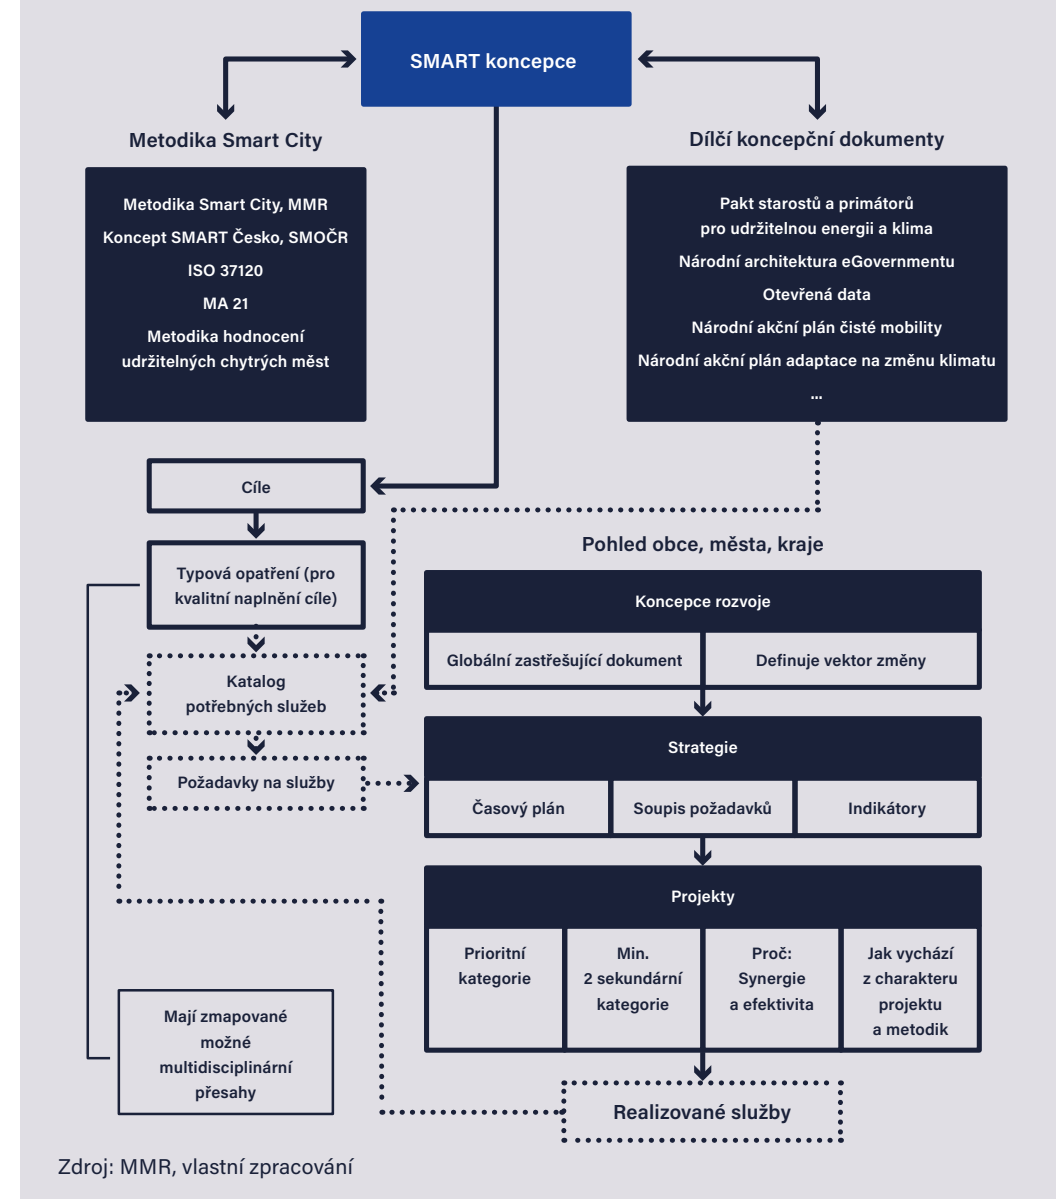 SMART koncepce
Metodika Smart City
Metodika Smart City, MMR
Koncept SMART Česko, SMOČR
ISO 37120
MA 21
Metodika hodnocení
udržitelných chytrých měst
Dílčí koncepční dokumenty
Pakt starostů a primátorů
pro udržitelnou energii a klima
Národní architektura eGovernmentu
Otevřená data
Národní akční plán čisté mobility
Národní akční plán adaptace na změnu klimatu
...
Cíle
Typová opatření (pro
kvalitní naplnění cíle)
Katalog
potřebných služeb
Požadavky na služby
Mají zmapované
možné
multidisciplinární
přesahy
Pohled obce, města, kraje
Koncepce rozvoje
Globální zastřešující dokument
Definuje vektor změny
Strategie
Časový plán
Soupis požadavků
Indikátory
Projekty
Prioritní
kategorie
Min.
2 sekundární
kategorie
Proč:
Synergie
a efektivita
Jak vychází
z charakteru
projektu
a metodik
Realizované služby
Zdroj: MMR, vlastní zpracování